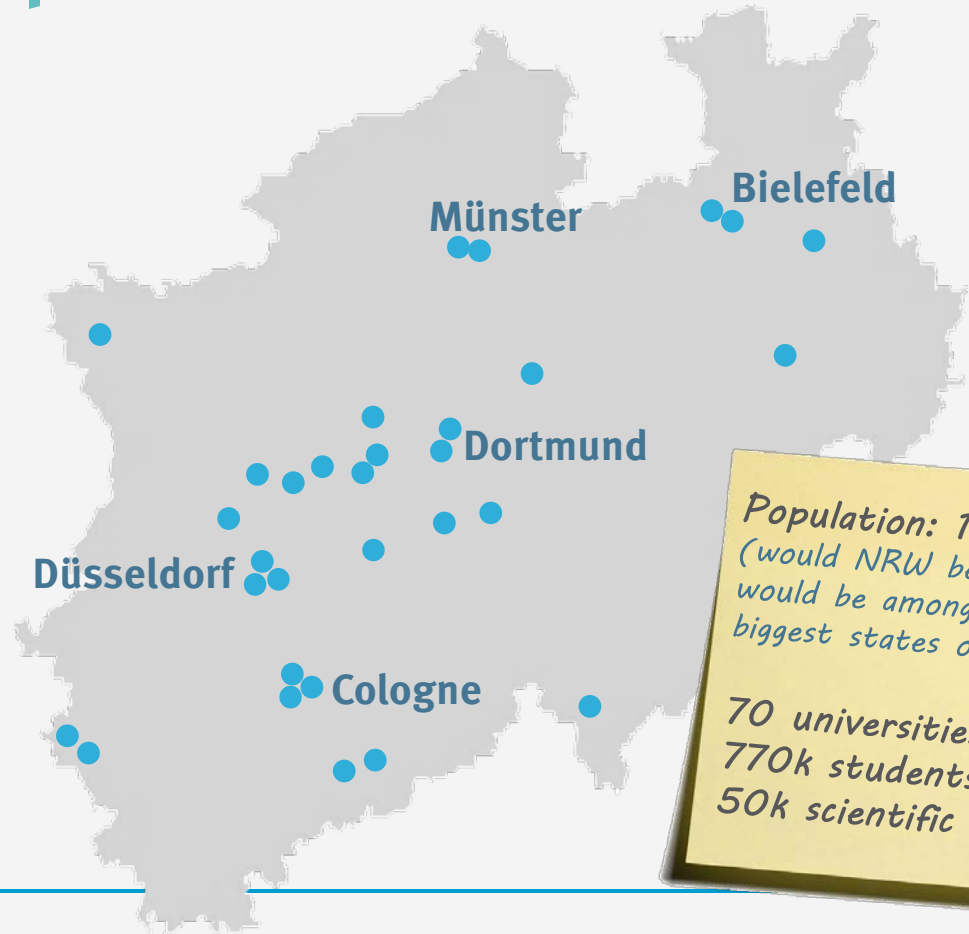 Bielefeld
Münster
Dortmund
Düsseldorf
Cologne
Population: 1
(would NRW be
would be among
biggest states o
70 universities
770k students
50k scientific